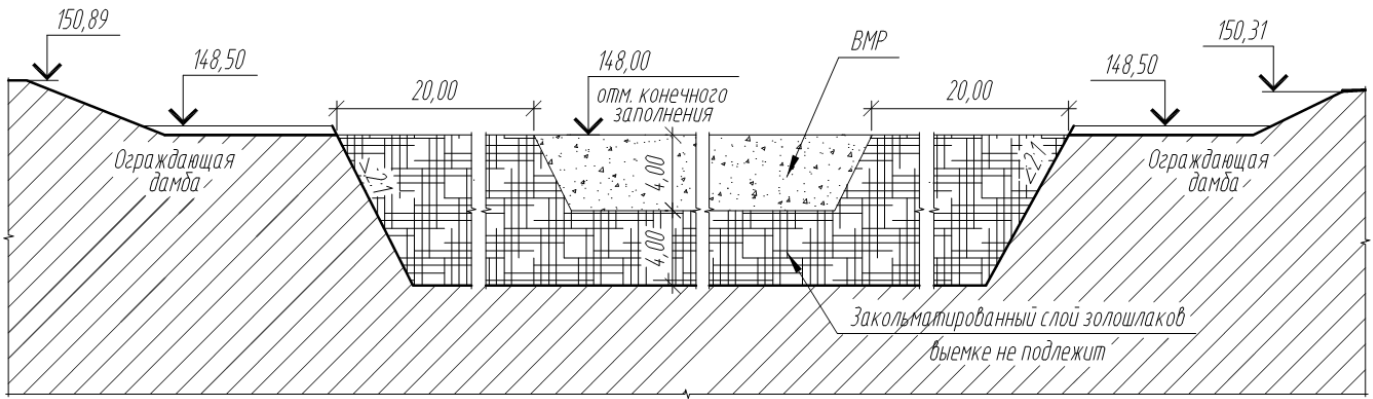 150,89
148,50
20,00
148,00
отм. конечного
заполнения
ВМР
20,00
148,50
150,31
Ограждающая
дамба
<2:1
4,00
<2:1
Ограждающая
дамба
4,00
Закольматированный слой золошлаков
выемке не подлежит